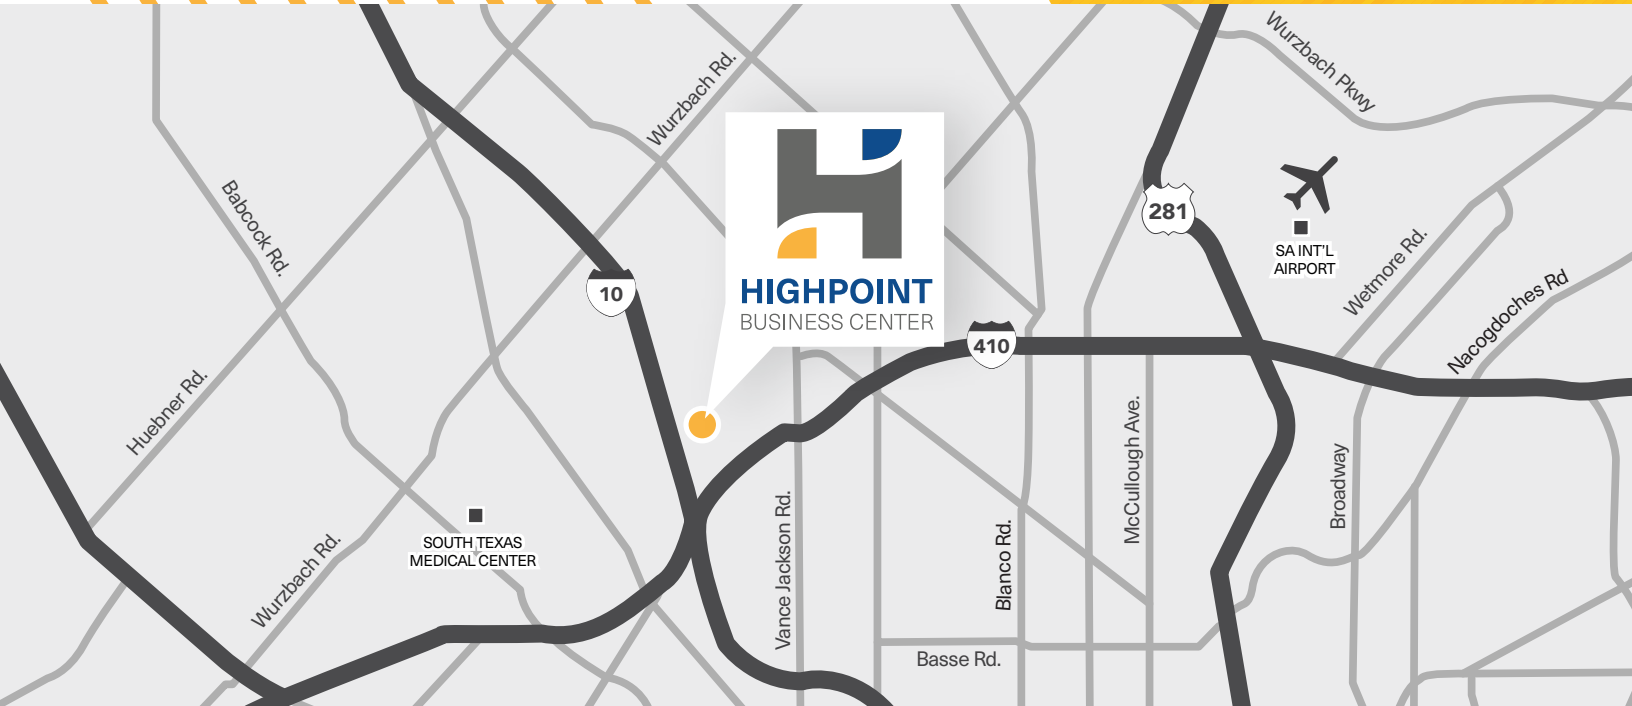 Wurzbach Pkwy
Wurzbach Rd.
Babcock Rd.
281
SA INT'L
AIRPORT
Wetmore Rd.
10
HIGHPOINT
BUSINESS CENTER
Nacogdoches Rd
410
Huebner Rd.
McCullough Ave.
Broadway
SOUTH TEXAS
MEDICAL CENTER
Vance Jackson Rd.
Blanco Rd.
Wurzbach Rd.
Basse Rd.